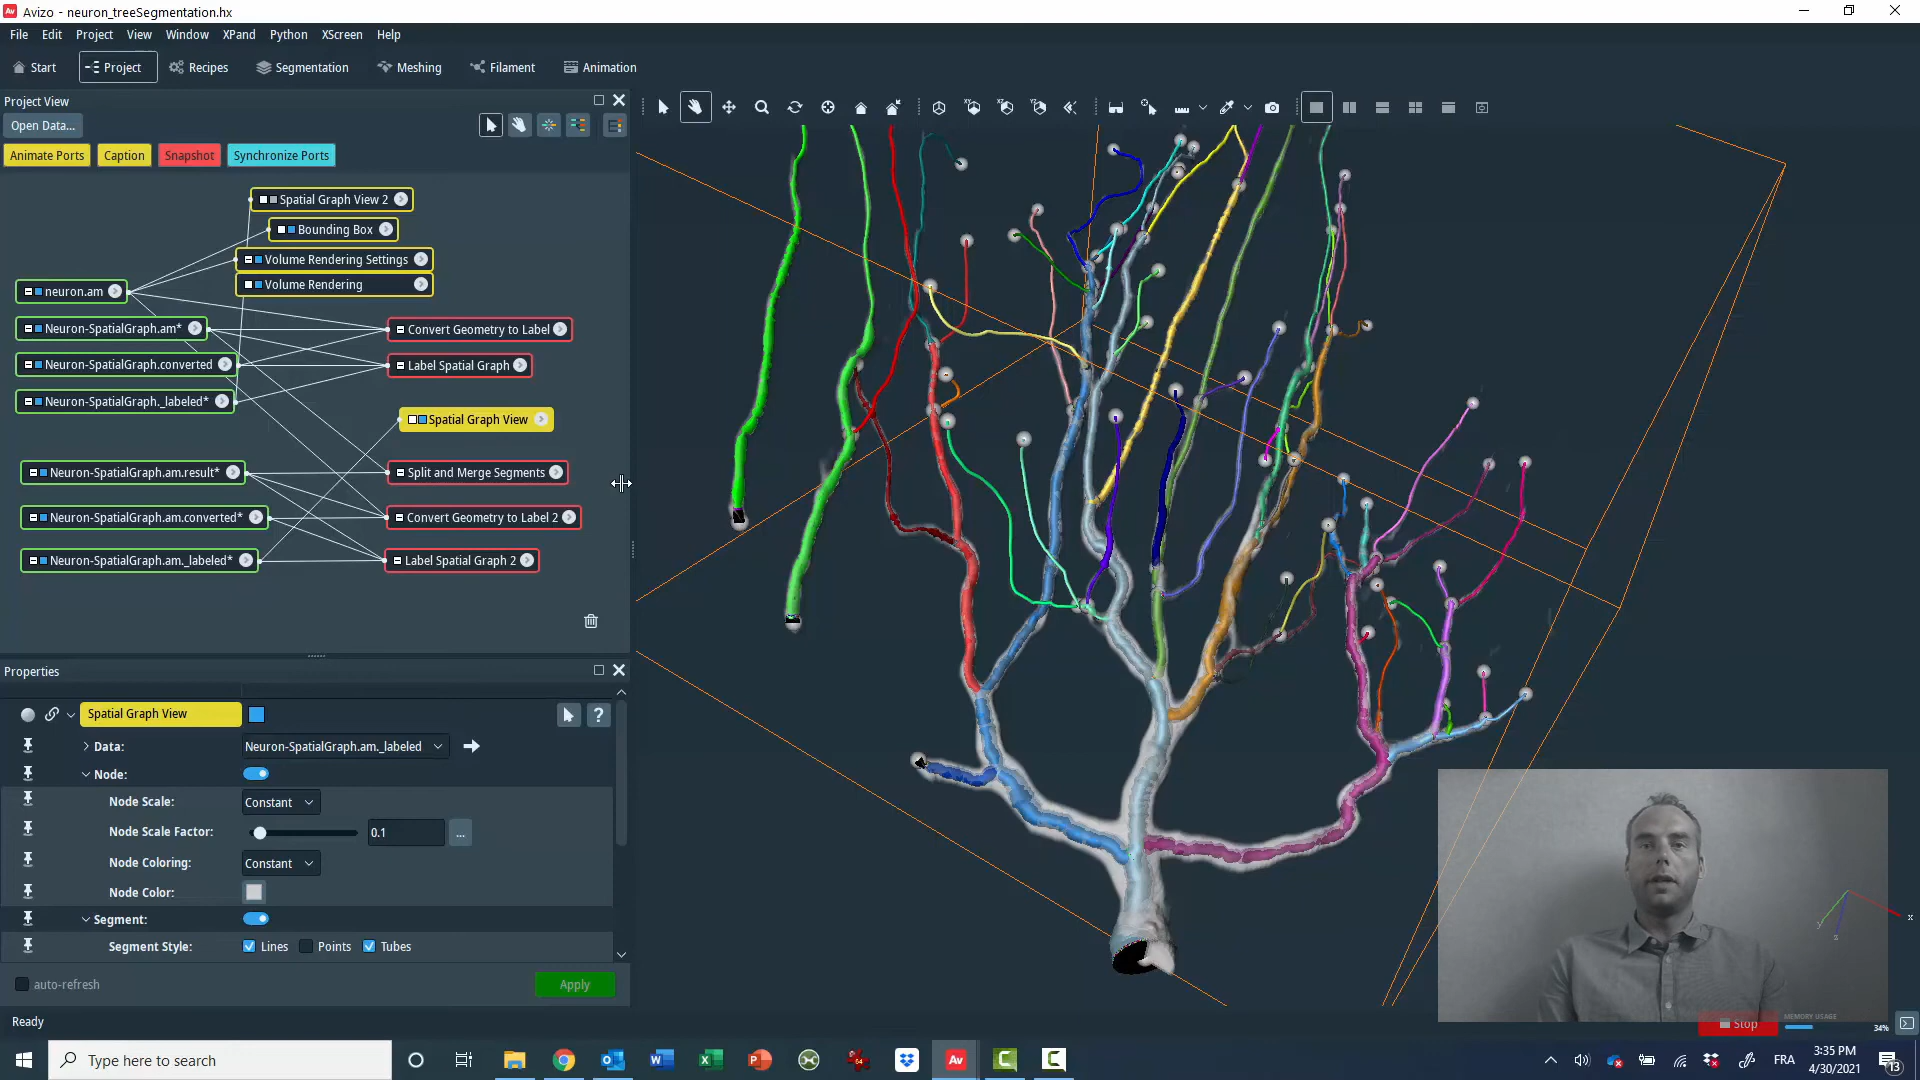 Avizo - neuron_treeSegmentation.hx
File Edit Project View Window XPand Python XScreen Help
Start Project Recipes Segmentation Meshing Filament Animation
Project View
Open Data...
Animate Ports Caption Snapshot Synchronize Ports
Spatial Graph View 2
Bounding Box
Volume Rendering Settings
Volume Rendering
neuron.am
Neuron-SpatialGraph.am*
Convert Geometry to Label
Neuron-SpatialGraph.converted
Label Spatial Graph
Neuron-SpatialGraph._labeled*
Spatial Graph View
Neuron-SpatialGraph.am.result*
Split and Merge Segments
Neuron-SpatialGraph.am.converted*
Convert Geometry to Label 2
Neuron-SpatialGraph.am._labeled*
Label Spatial Graph 2
Properties
Spatial Graph View
?
Data: Neuron-SpatialGraph.am._labeled
Node:
Node Scale: Constant
Node Scale Factor: 0.1 ...
Node Coloring: Constant
Node Color:
Segment:
Segment Style: Lines Points Tubes
auto-refresh Apply
Ready
x
y
z
Stop
MEMORY USAGE
34%
Type here to search
Av
FRA
3:35 PM
4/30/2021
13